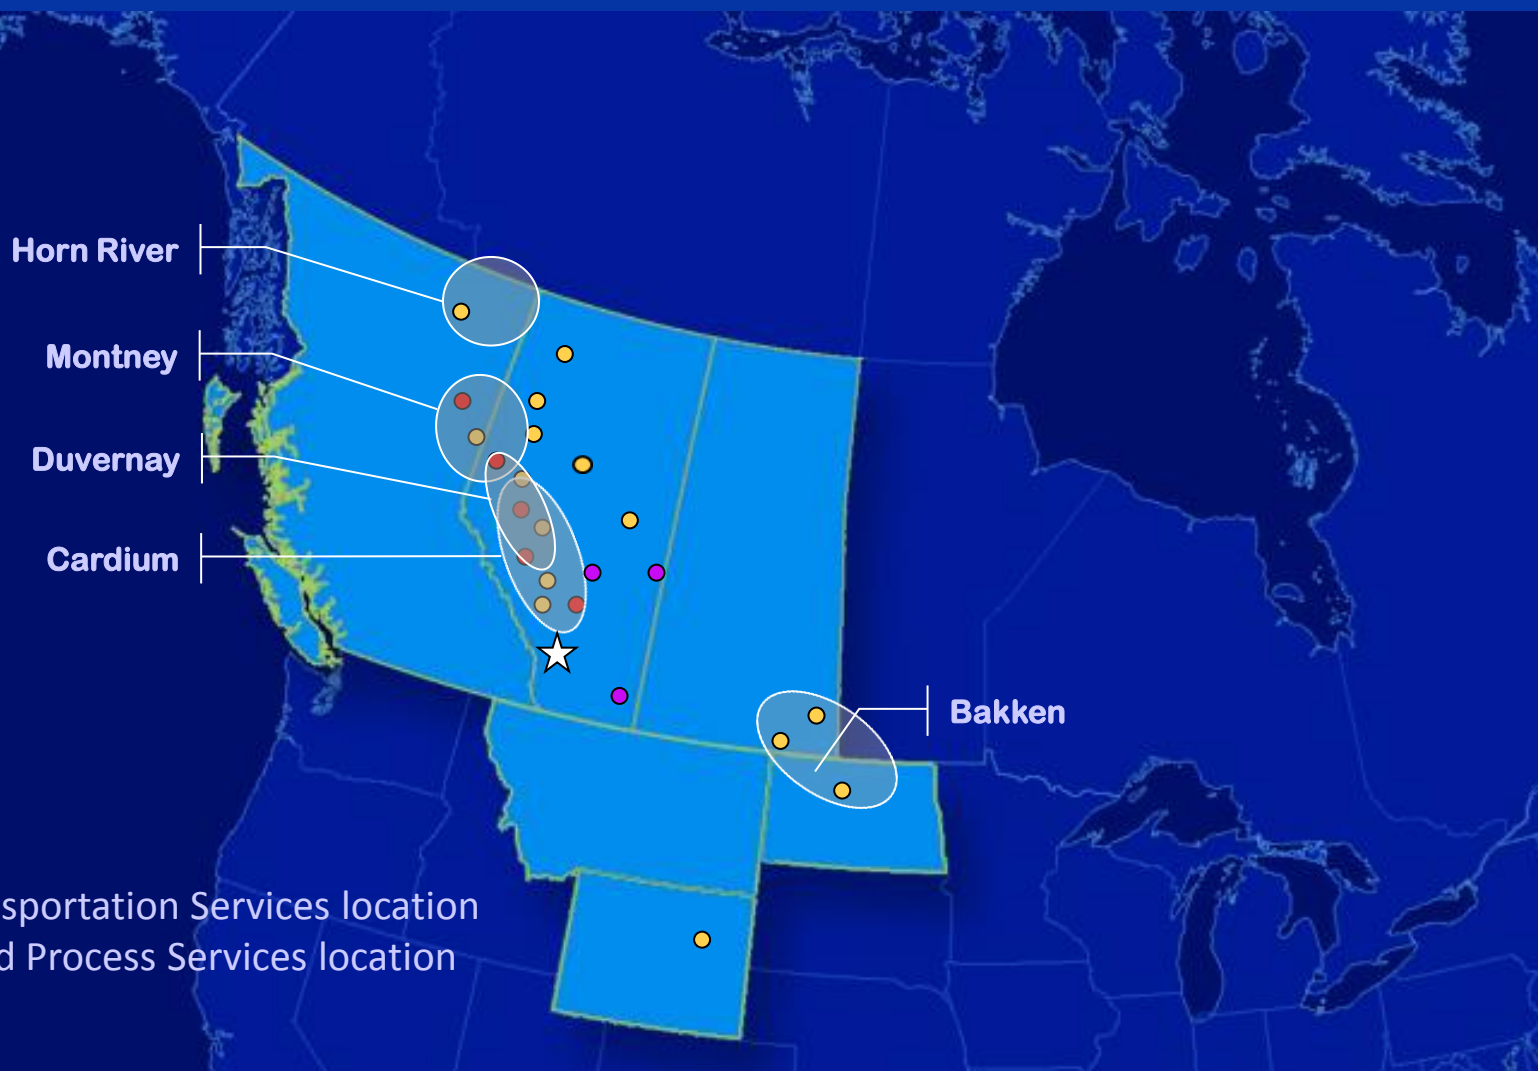 Horn River
Montney
Duvernay
Cardium
Bakken
sportation Services location
d Process Services location